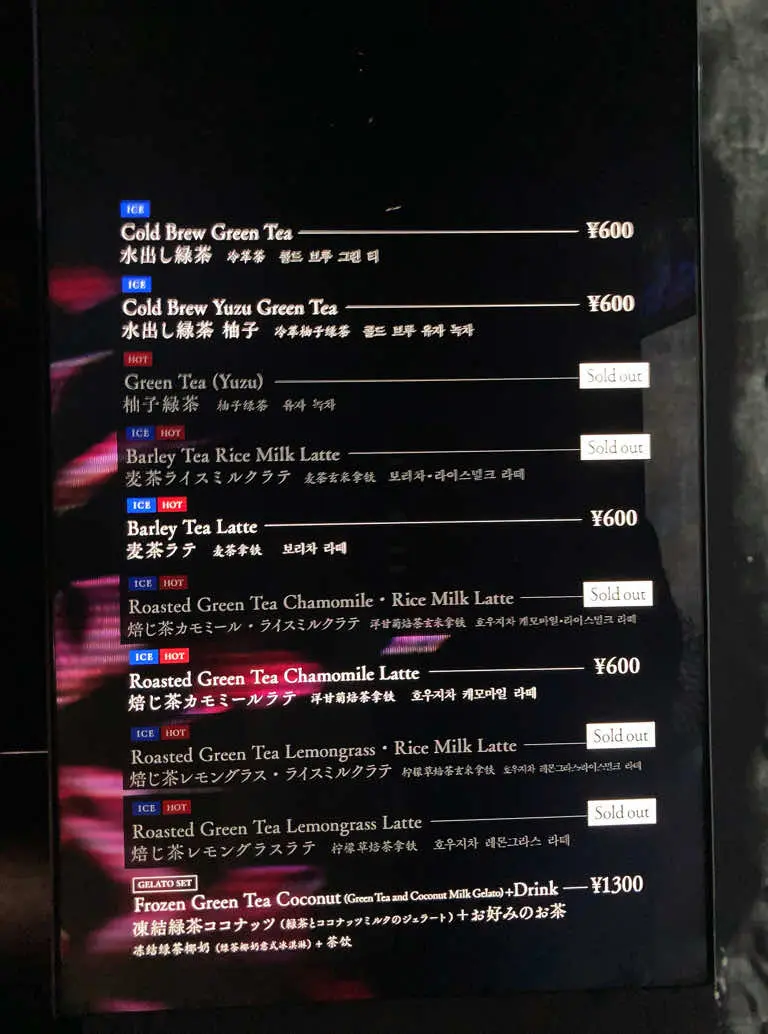 ICE
Cold Brew Green Tea ¥600
水出し緑茶 冷萃茶 콜드 브루 그린 티
ICE
Cold Brew Yuzu Green Tea ¥600
水出し緑茶 柚子 冷萃柚子绿茶 콜드 브루 유자 녹차
HOT
Green Tea (Yuzu) Sold out
柚子緑茶 柚子绿茶 유자 녹차
ICE HOT
Barley Tea Rice Milk Latte Sold out
麦茶ライスミルクラテ 麦茶玄米拿铁 보리차•라이스밀크 라떼
ICE HOT
Barley Tea Latte ¥600
麦茶ラテ 麦茶拿铁 보리차 라떼
ICE HOT
Roasted Green Tea Chamomile・Rice Milk Latte Sold out
焙じ茶カモミール・ライスミルクラテ 洋甘菊焙茶玄米拿铁 호우지차 캐모마일•라이스밀크 라떼
ICE HOT
Roasted Green Tea Chamomile Latte ¥600
焙じ茶カモミールラテ 洋甘菊焙茶拿铁 호우지차 캐모마일 라떼
ICE HOT
Roasted Green Tea Lemongrass・Rice Milk Latte Sold out
焙じ茶レモングラス・ライスミルクラテ 柠檬草焙茶玄米拿铁 호우지차 레몬그라스•라이스밀크 라떼
ICE HOT
Roasted Green Tea Lemongrass Latte Sold out
焙じ茶レモングラスラテ 柠檬草焙茶拿铁 호우지차 레몬그라스 라떼
GELATO SET
Frozen Green Tea Coconut (Green Tea and Coconut Milk Gelato)+Drink ¥1300
凍結緑茶ココナッツ (緑茶とココナッツミルクのジェラート)＋お好みのお茶
冻结绿茶椰奶 (绿茶椰奶意式冰淇淋) + 茶饮